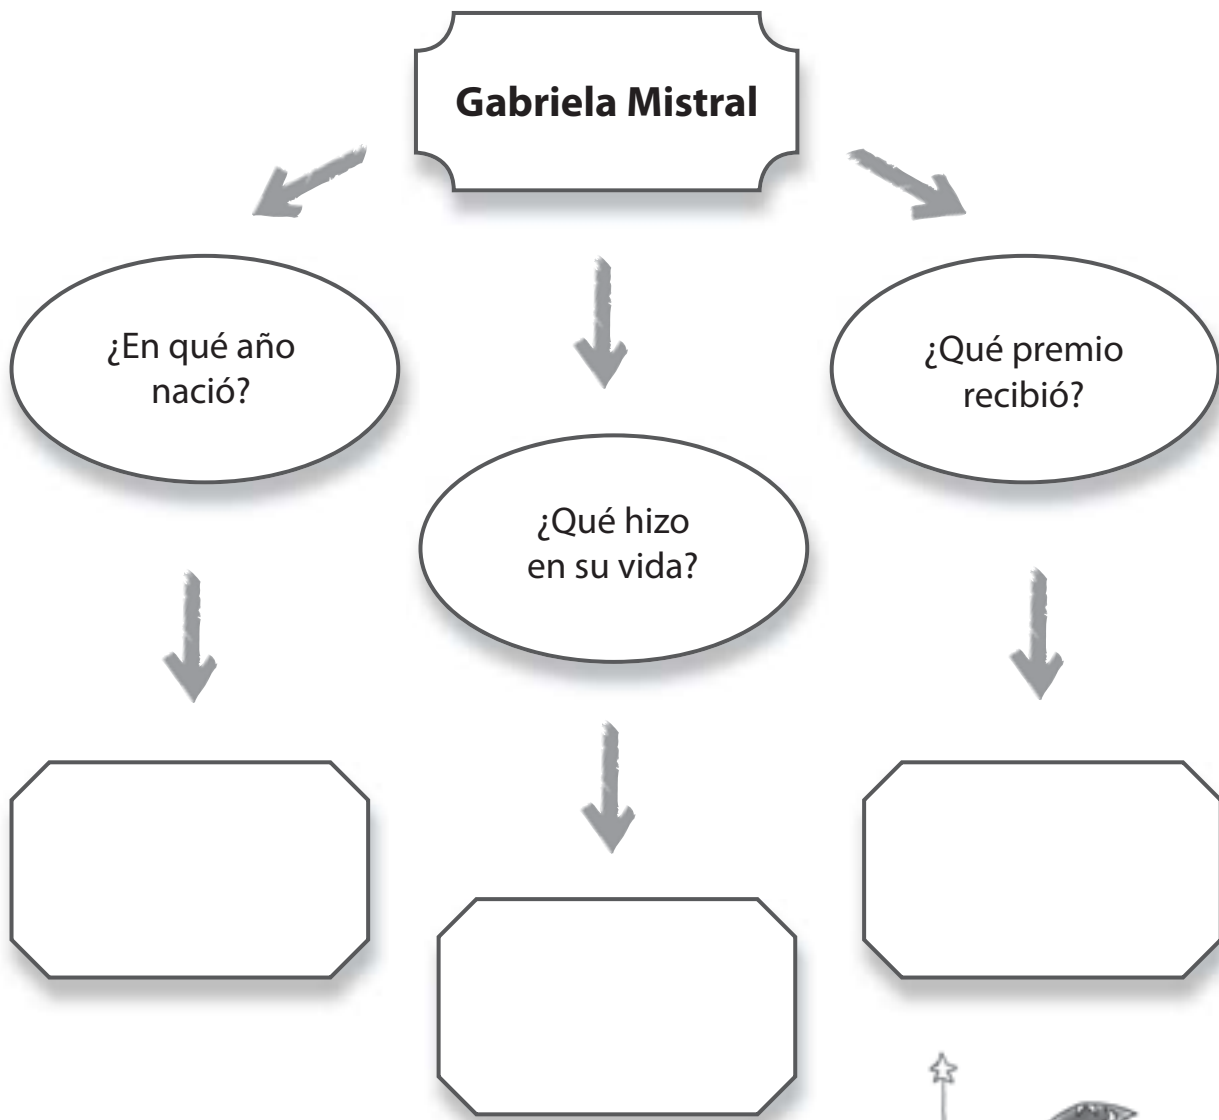 Gabriela Mistral
¿En qué año
nació?
¿Qué premio
recibió?
¿Qué hizo
en su vida?